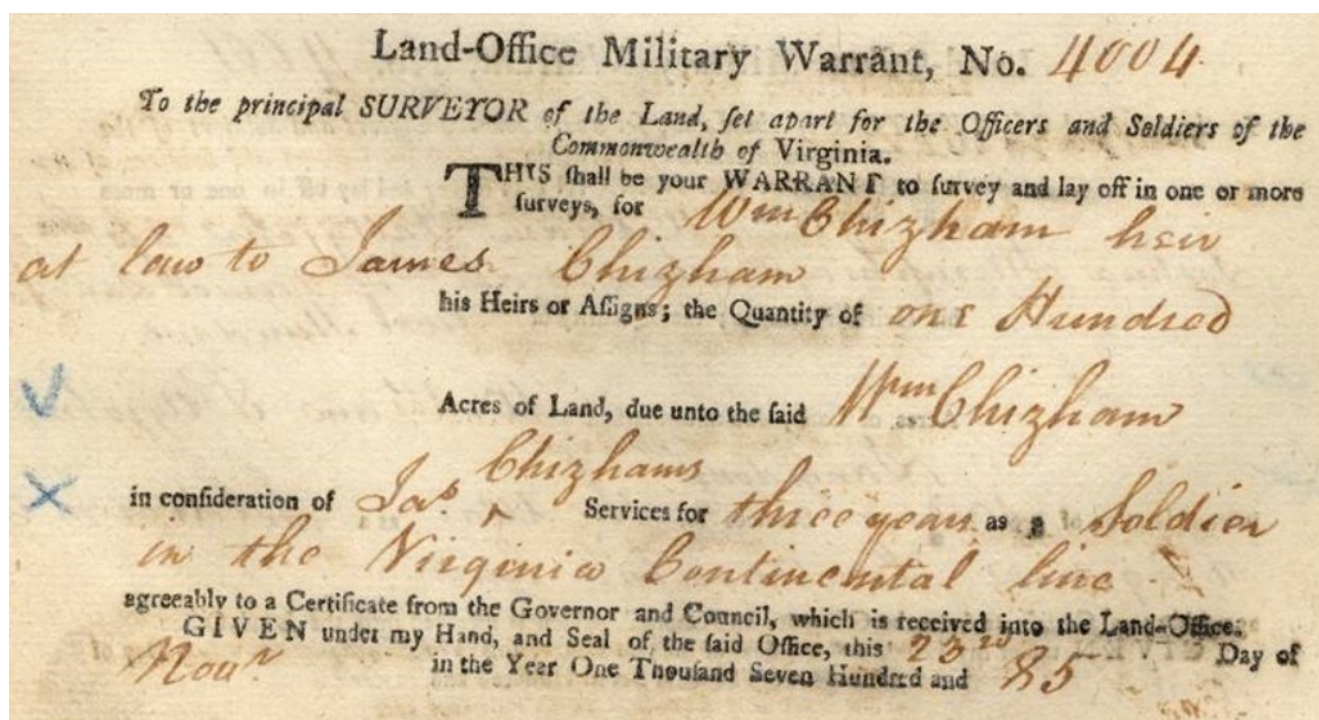 Land-Office Military Warrant, No. 4004
To the principal SURVEYOR of the Land, ſet apart for the Officers and Soldiers of the
Commonwealth of Virginia.
THIS ſhall be your WARRANT to ſurvey and lay off in one or more
ſurveys, for Wm Chizham heir
at law to James Chizham
his Heirs or Aſſigns; the Quantity of one Hundred
Acres of Land, due unto the ſaid Wm Chizham
Chizhams
in conſideration of Jas. ^ Services for three years as a Soldier
in the Virginia Continental line
agreeably to a Certificate from the Governor and Council, which is received into the Land-Office.
GIVEN under my Hand, and Seal of the ſaid Office, this 23rd Day of
Novr. in the Year One Thouſand Seven Hundred and 85